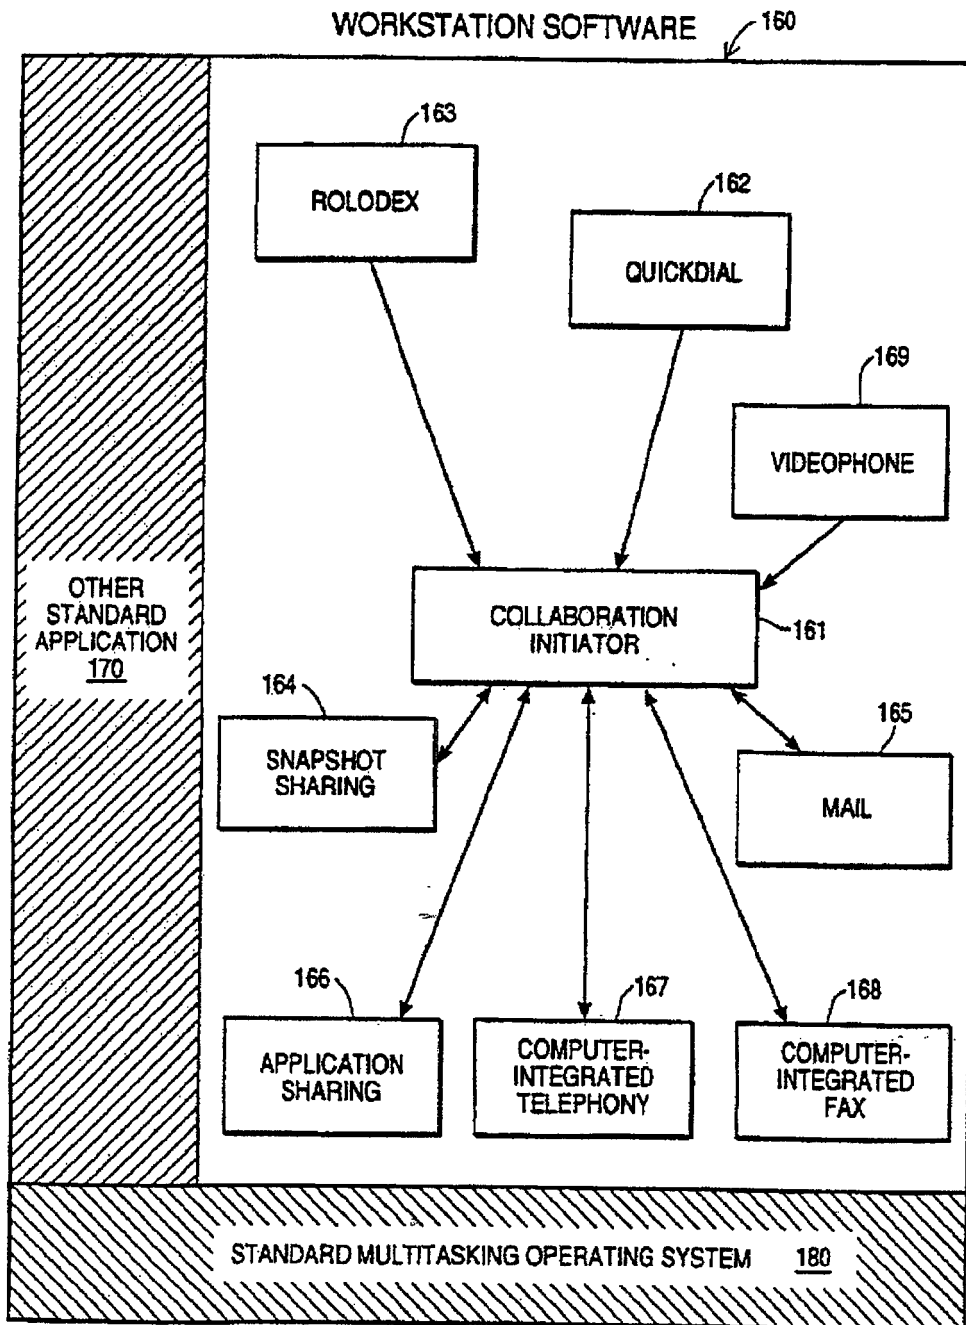 WORKSTATION SOFTWARE
160
163
ROLODEX
162
QUICKDIAL
169
VIDEOPHONE
COLLABORATION
INITIATOR
161
OTHER
STANDARD
APPLICATION
170
164
SNAPSHOT
SHARING
165
MAIL
166
APPLICATION
SHARING
167
COMPUTER-
INTEGRATED
TELEPHONY
168
COMPUTER-
INTEGRATED
FAX
STANDARD MULTITASKING OPERATING SYSTEM 180